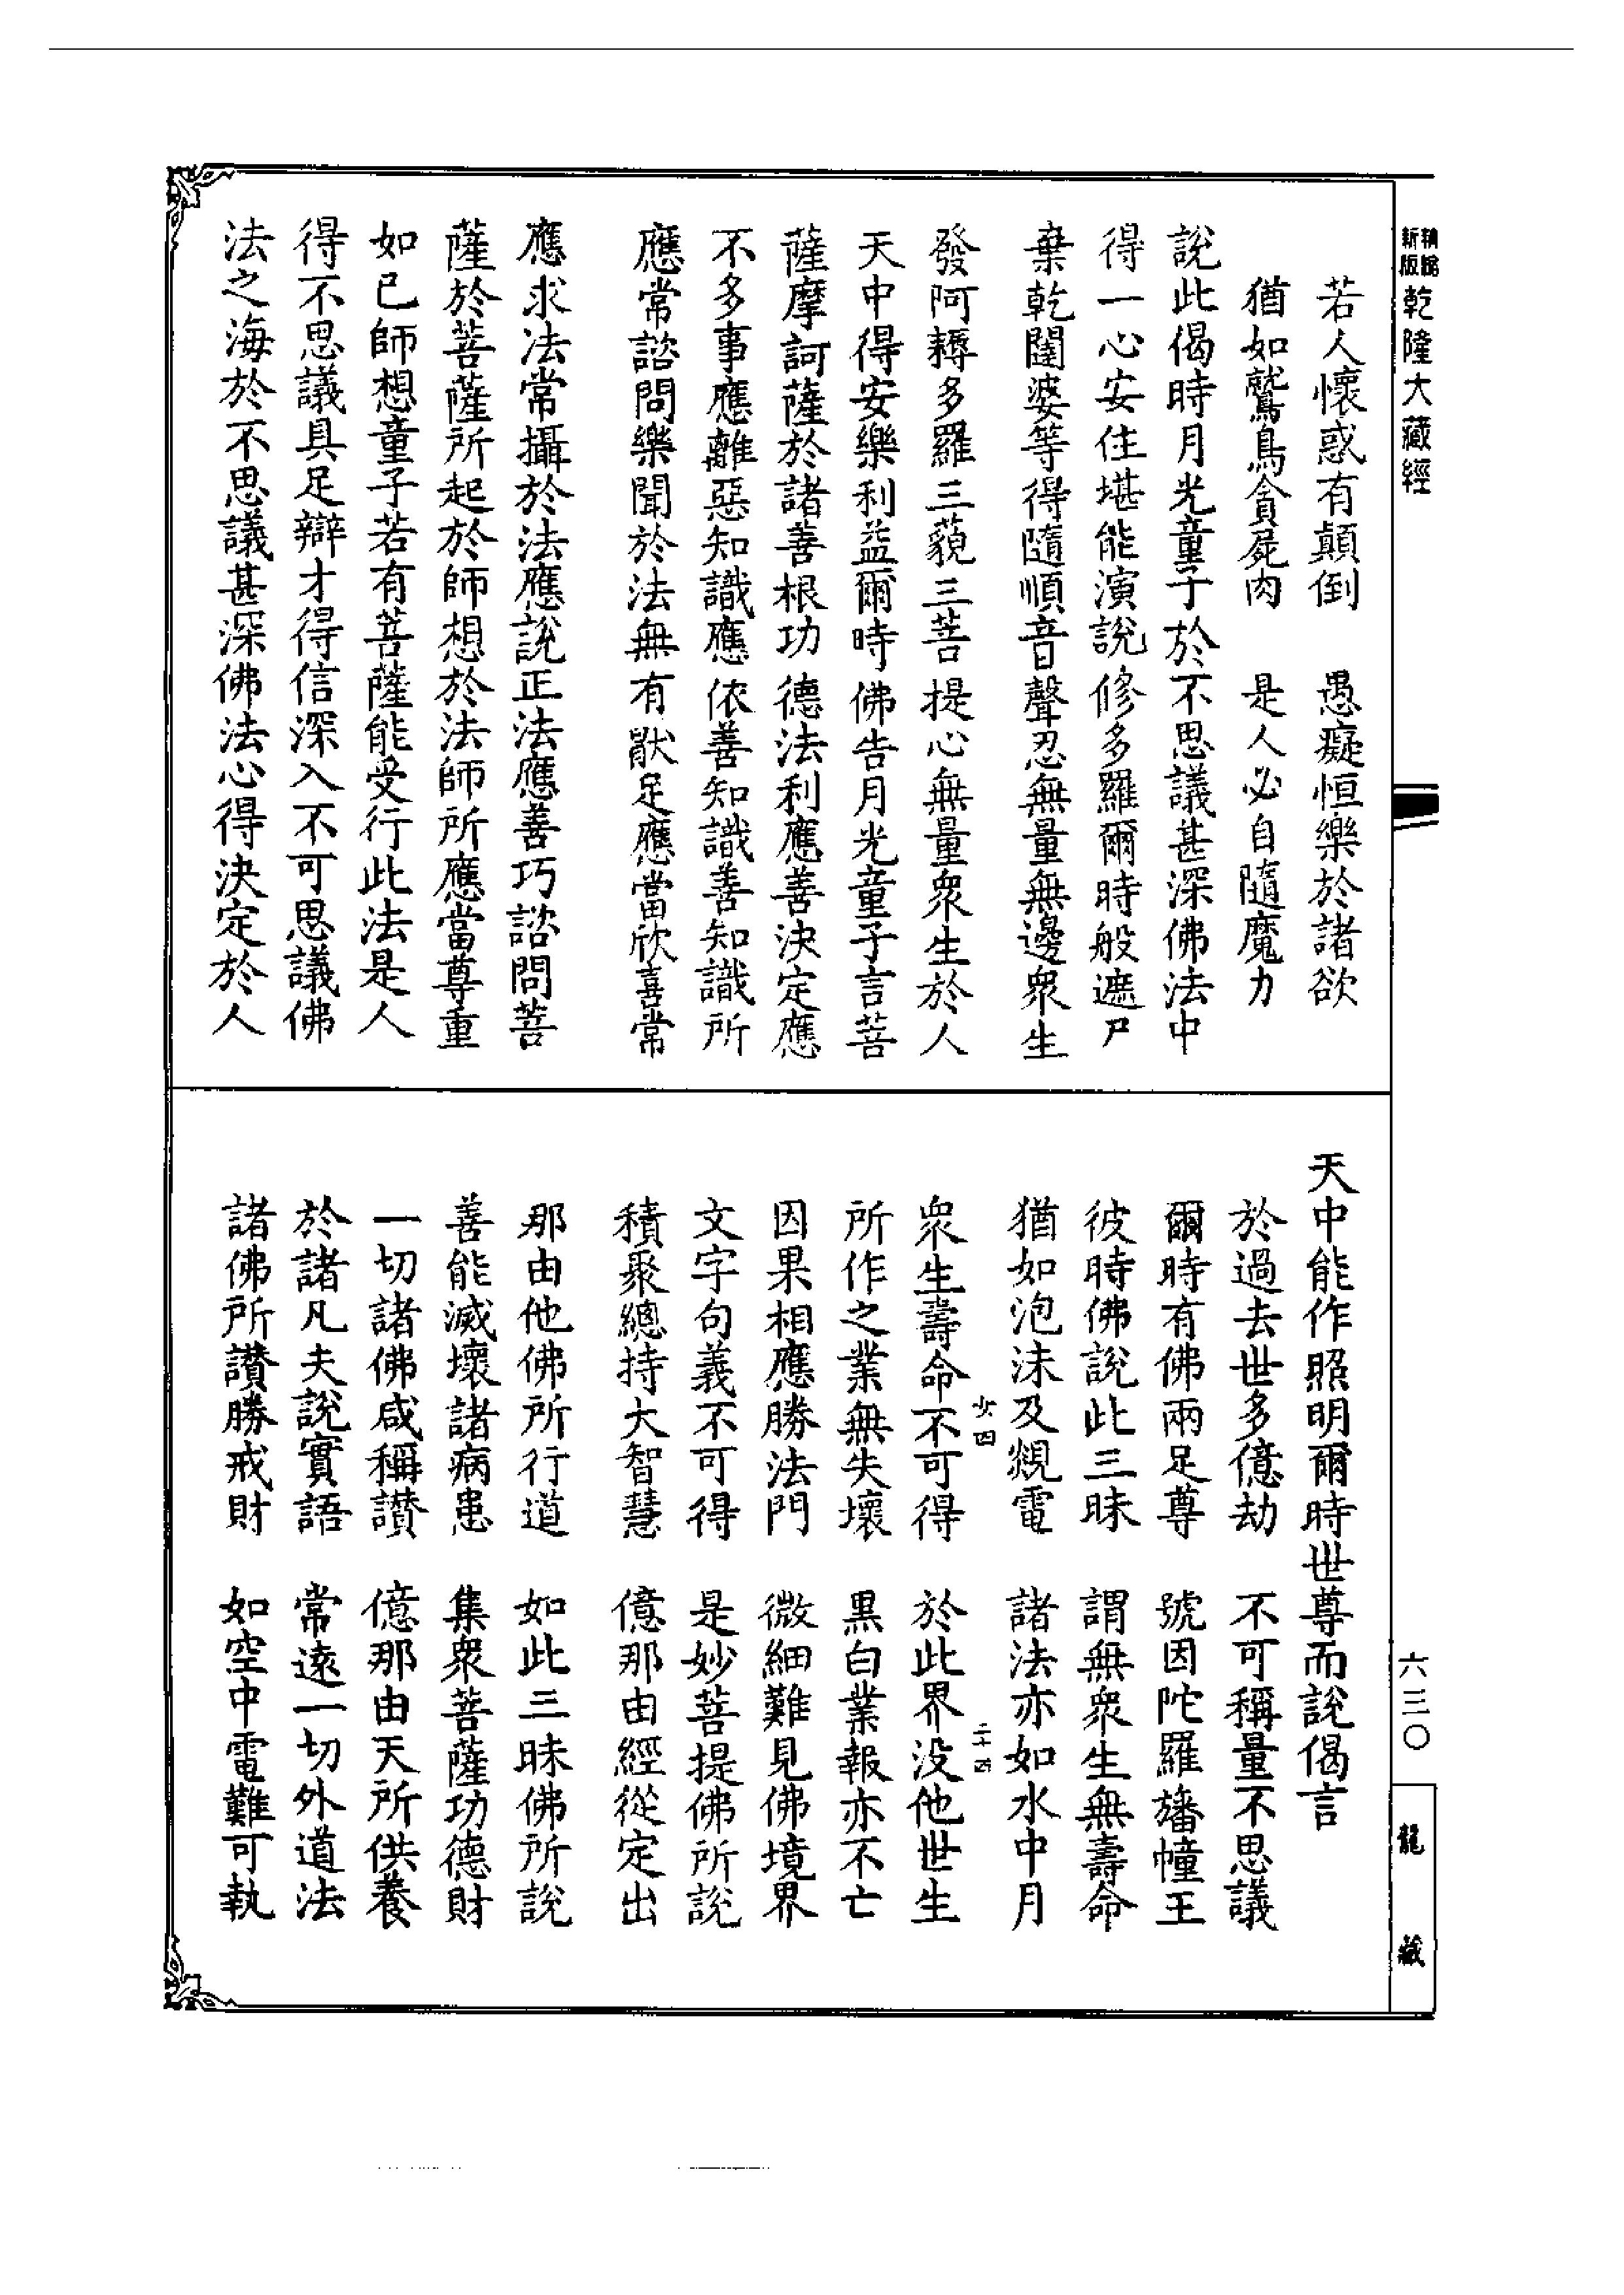 新版
乾隆大藏經
若人懷惑有顛倒　愚癡恒樂於諸欲
猶如鷲鳥貪屍肉　是人必自隨魔力
說此偈時月光童子於不思議甚深佛法中
得一心安住堪能演說修多羅爾時般遮尸
棄乾闥婆等得隨順音聲忍無量無邊眾生
發阿耨多羅三藐三菩提心無量眾生於人
天中得安樂利益爾時佛告月光童子言菩
薩摩訶薩於諸善根功德法利應善決定應
不多事應離惡知識應依善知識善知識所
應常諮問樂聞於法無有猒足應當欣喜常
應求法常攝於法應說正法應善巧諮問菩
薩於菩薩所起於師想於法師所應當尊重
如已師想童子若有菩薩能受行此法是人
得不思議具足辯才得信深入不可思議佛
法之海於不思議甚深佛法心得決定於人
天中能作照明爾時世尊而說偈言
於過去世多億劫　不可稱量不思議
爾時有佛兩足尊　號因陀羅旛幢王
彼時佛說此三昧　謂無眾生無壽命
猶如泡沫及𦦨電　諸法亦如水中月
眾生壽命不可得　於此界没他世生
所作之業無失壞　黑白業報亦不亡
因果相應勝法門　微細難見佛境界
文字句義不可得　是妙菩提佛所說
積聚總持大智慧　億那由經從定出
那由他佛所行道　如此三昧佛所說
善能滅壞諸病患　集眾菩薩功德財
一切諸佛咸稱讚　億那由天所供養
於諸凡夫說實語　常遠一切外道法
諸佛所讚勝戒財　如空中電難可執
六三〇
龍藏